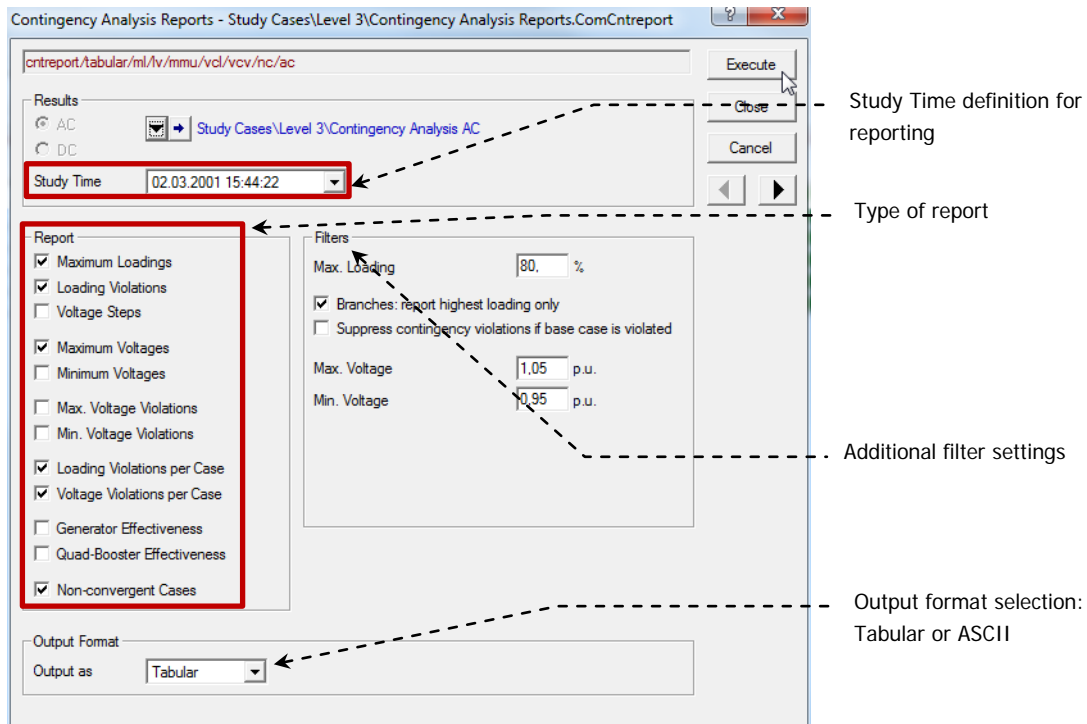 Contingency Analysis Reports - Study Cases\Level 3\Contingency Analysis Reports.ComCntreport
cntreport/tabular/ml/lv/mmu/vcl/vcv/nc/ac
Execute
Results
AC
Study Cases\Level 3\Contingency Analysis AC
DC
Study Time 02.03.2001 15:44:22
Close
Cancel
Study Time definition for
reporting
Type of report
Report
Maximum Loadings
Loading Violations
Voltage Steps
Maximum Voltages
Minimum Voltages
Max. Voltage Violations
Min. Voltage Violations
Loading Violations per Case
Voltage Violations per Case
Generator Effectiveness
Quad-Booster Effectiveness
Non-convergent Cases
Filters
Max. Loading 80, %
Branches: report highest loading only
Suppress contingency violations if base case is violated
Max. Voltage 1,05 p.u.
Min. Voltage 0,95 p.u.
Additional filter settings
Output format selection:
Tabular or ASCII
Output Format
Output as Tabular